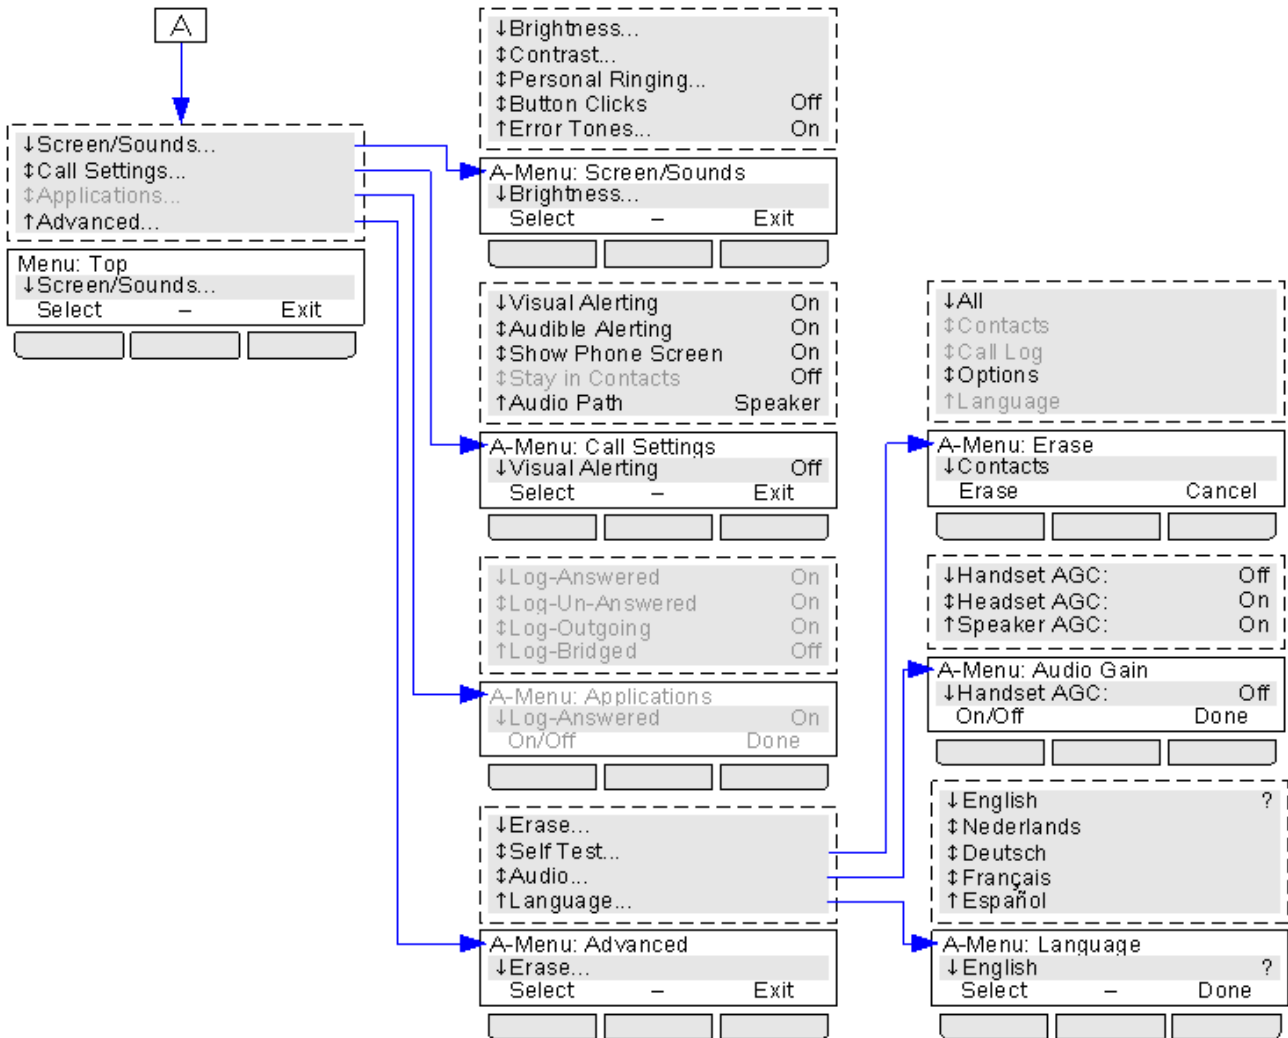 A
↓Screen/Sounds...
↕Call Settings...
↕Applications...
↑Advanced...
Menu: Top
↓Screen/Sounds...
Select – Exit
↓Brightness...
↕Contrast...
↕Personal Ringing...
↕Button Clicks Off
↑Error Tones... On
A-Menu: Screen/Sounds
↓Brightness...
Select – Exit
↓Visual Alerting On
↕Audible Alerting On
↕Show Phone Screen On
↕Stay in Contacts Off
↑Audio Path Speaker
A-Menu: Call Settings
↓Visual Alerting Off
Select – Exit
↓Log-Answered On
↕Log-Un-Answered On
↕Log-Outgoing On
↑Log-Bridged Off
A-Menu: Applications
↓Log-Answered On
On/Off Done
↓Erase...
↕Self Test...
↕Audio...
↑Language...
A-Menu: Advanced
↓Erase...
Select – Exit
↓All
↕Contacts
↕Call Log
↕Options
↑Language
A-Menu: Erase
↓Contacts
Erase Cancel
↓Handset AGC: Off
↕Headset AGC: On
↑Speaker AGC: On
A-Menu: Audio Gain
↓Handset AGC: Off
On/Off Done
↓English ?
↕Nederlands
↕Deutsch
↕Français
↑Español
A-Menu: Language
↓English ?
Select – Done